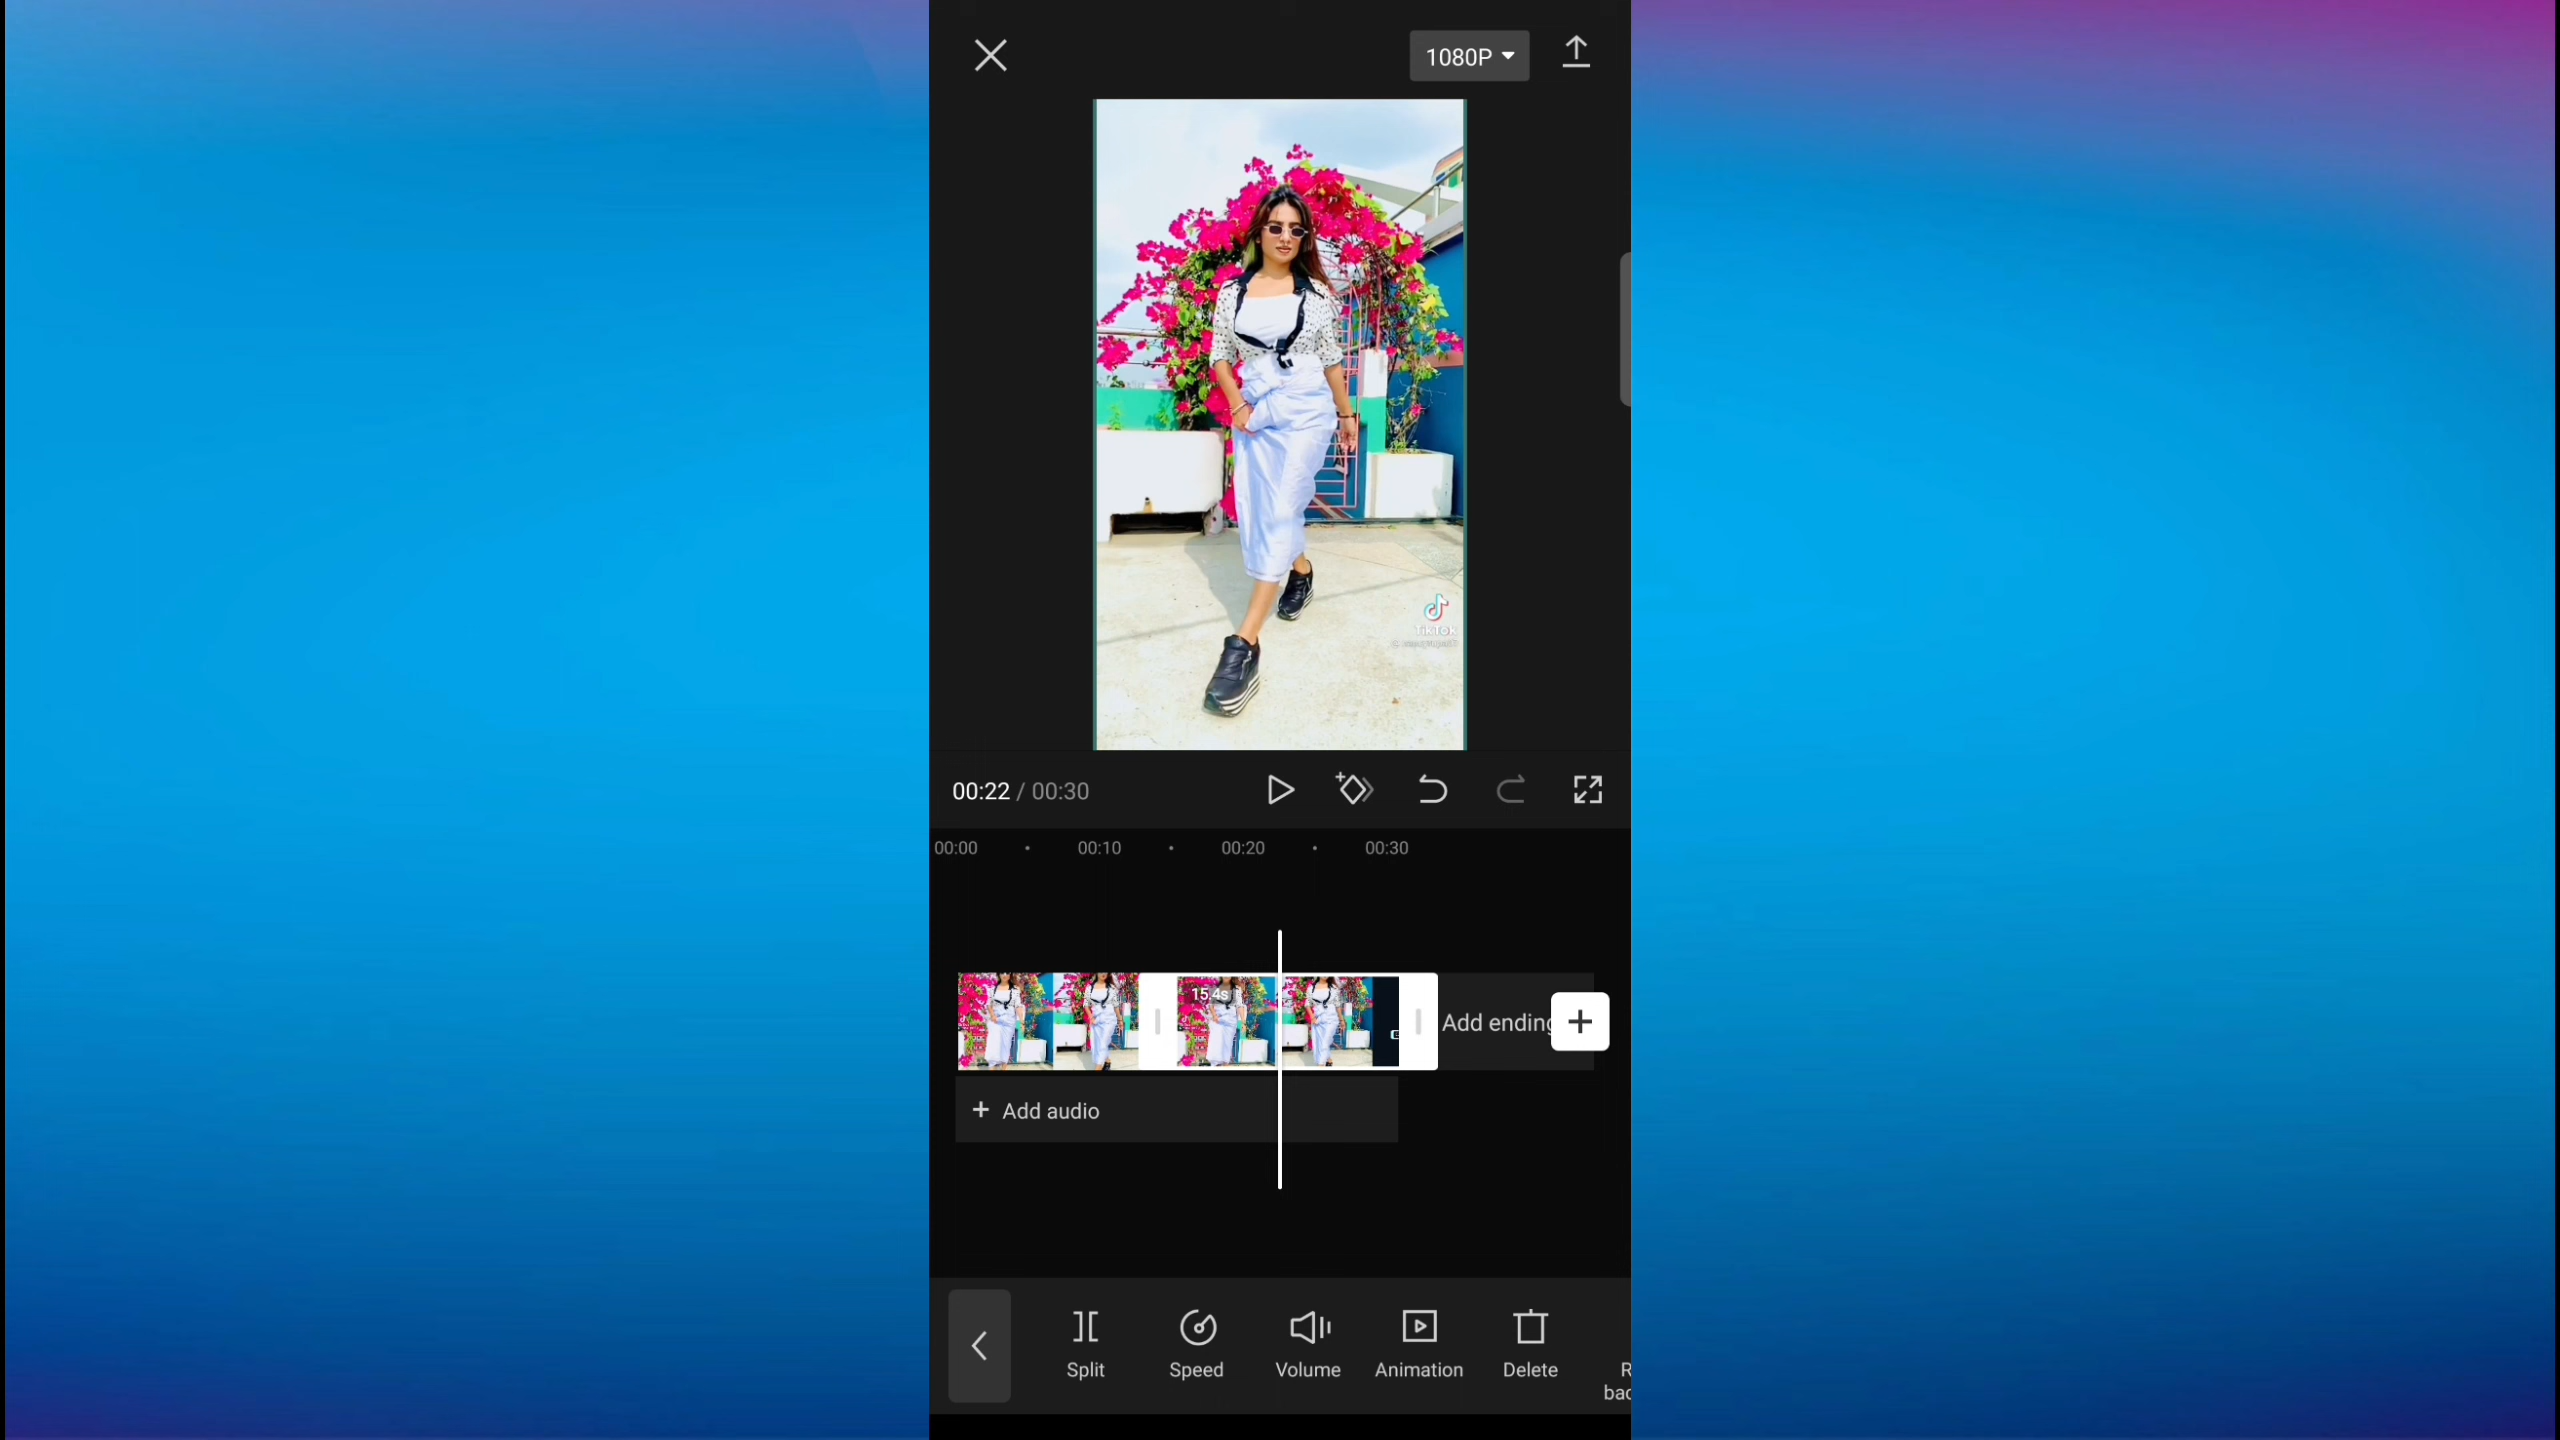 1080P
TikTok
00:22 / 00:30
00:00
00:10
00:20
00:30
15.4s
Add ending
Add audio
Split
Speed
Volume
Animation
Delete